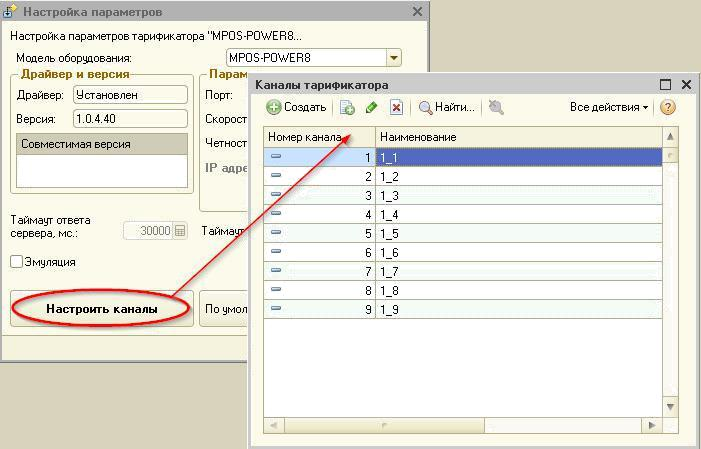 Настройка параметров
Настройка параметров тарификатора "MPOS-POWER8...
Модель оборудования:
MPOS-POWER8
Драйвер и версия
Драйвер:
Установлен
Версия:
1.0.4.40
Совместимая версия
Парам
Порт:
Скорост
Четност
IP адре
Таймаут ответа
сервера, мс.:
30000
Таймаут
Эмуляция
Настроить каналы
По умол
Каналы тарификатора
Создать
Найти...
Все действия
Номер канала
Наименование
1 1_1
2 1_2
3 1_3
4 1_4
5 1_5
6 1_6
7 1_7
8 1_8
9 1_9